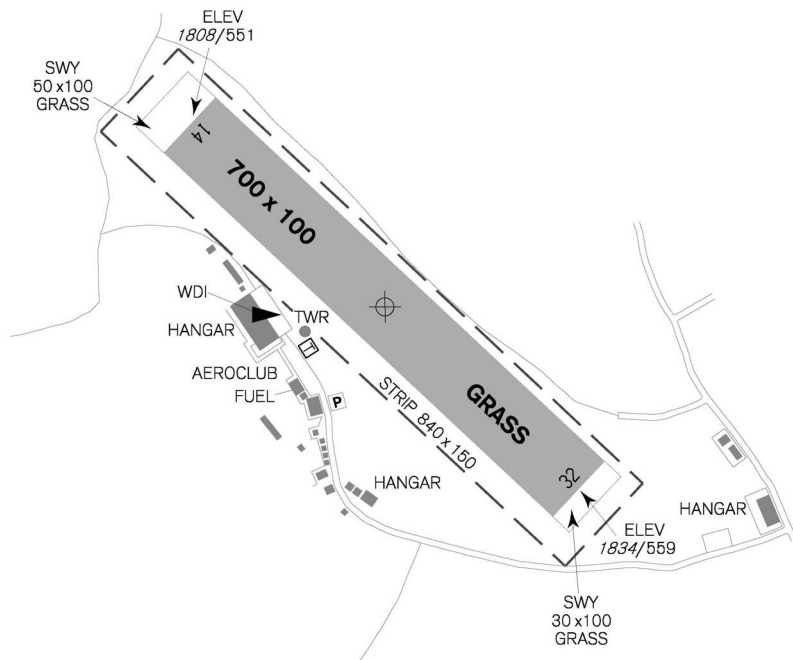 ELEV
1808/551
SWY
50 x100
GRASS
14
700 x 100
WDI
TWR
HANGAR
T
AEROCLUB
FUEL
P
STRIP 840 x 150
GRASS
32
HANGAR
HANGAR
ELEV
1834/559
SWY
30 x100
GRASS